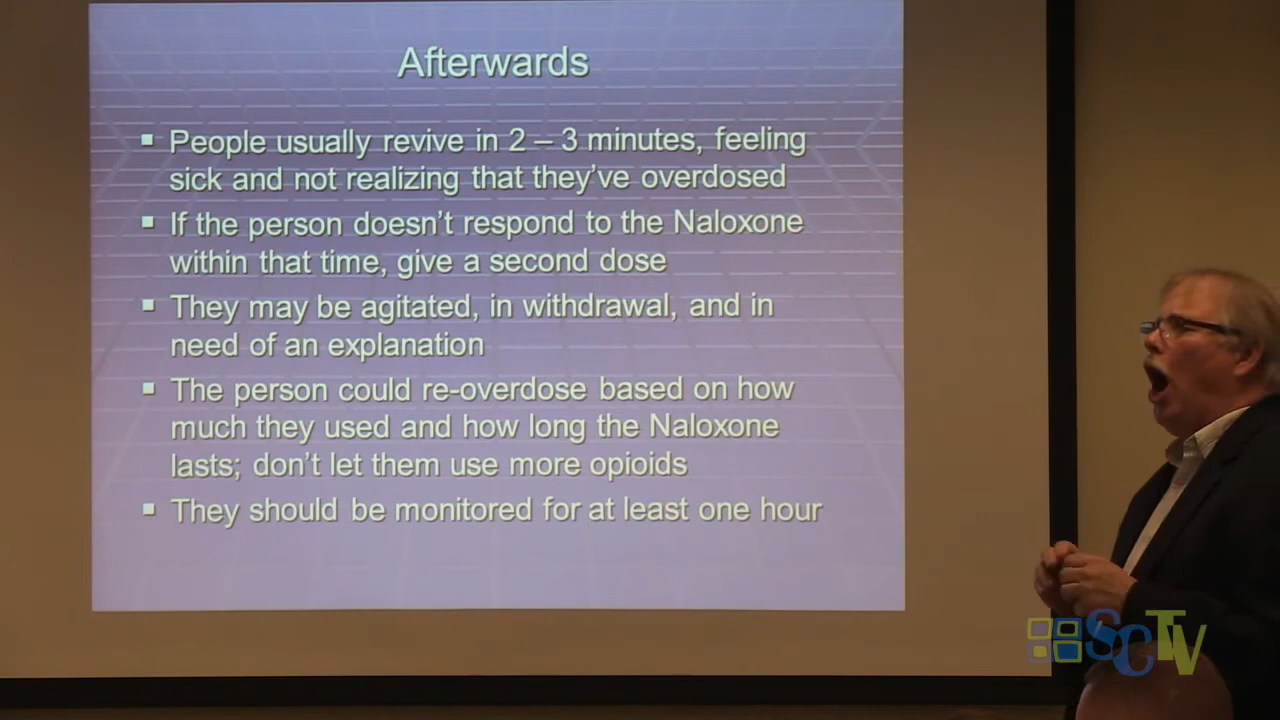 Afterwards
▪ People usually revive in 2 – 3 minutes, feeling
sick and not realizing that they've overdosed
▪ If the person doesn't respond to the Naloxone
within that time, give a second dose
▪ They may be agitated, in withdrawal, and in
need of an explanation
▪ The person could re-overdose based on how
much they used and how long the Naloxone
lasts; don't let them use more opioids
▪ They should be monitored for at least one hour
SCTV